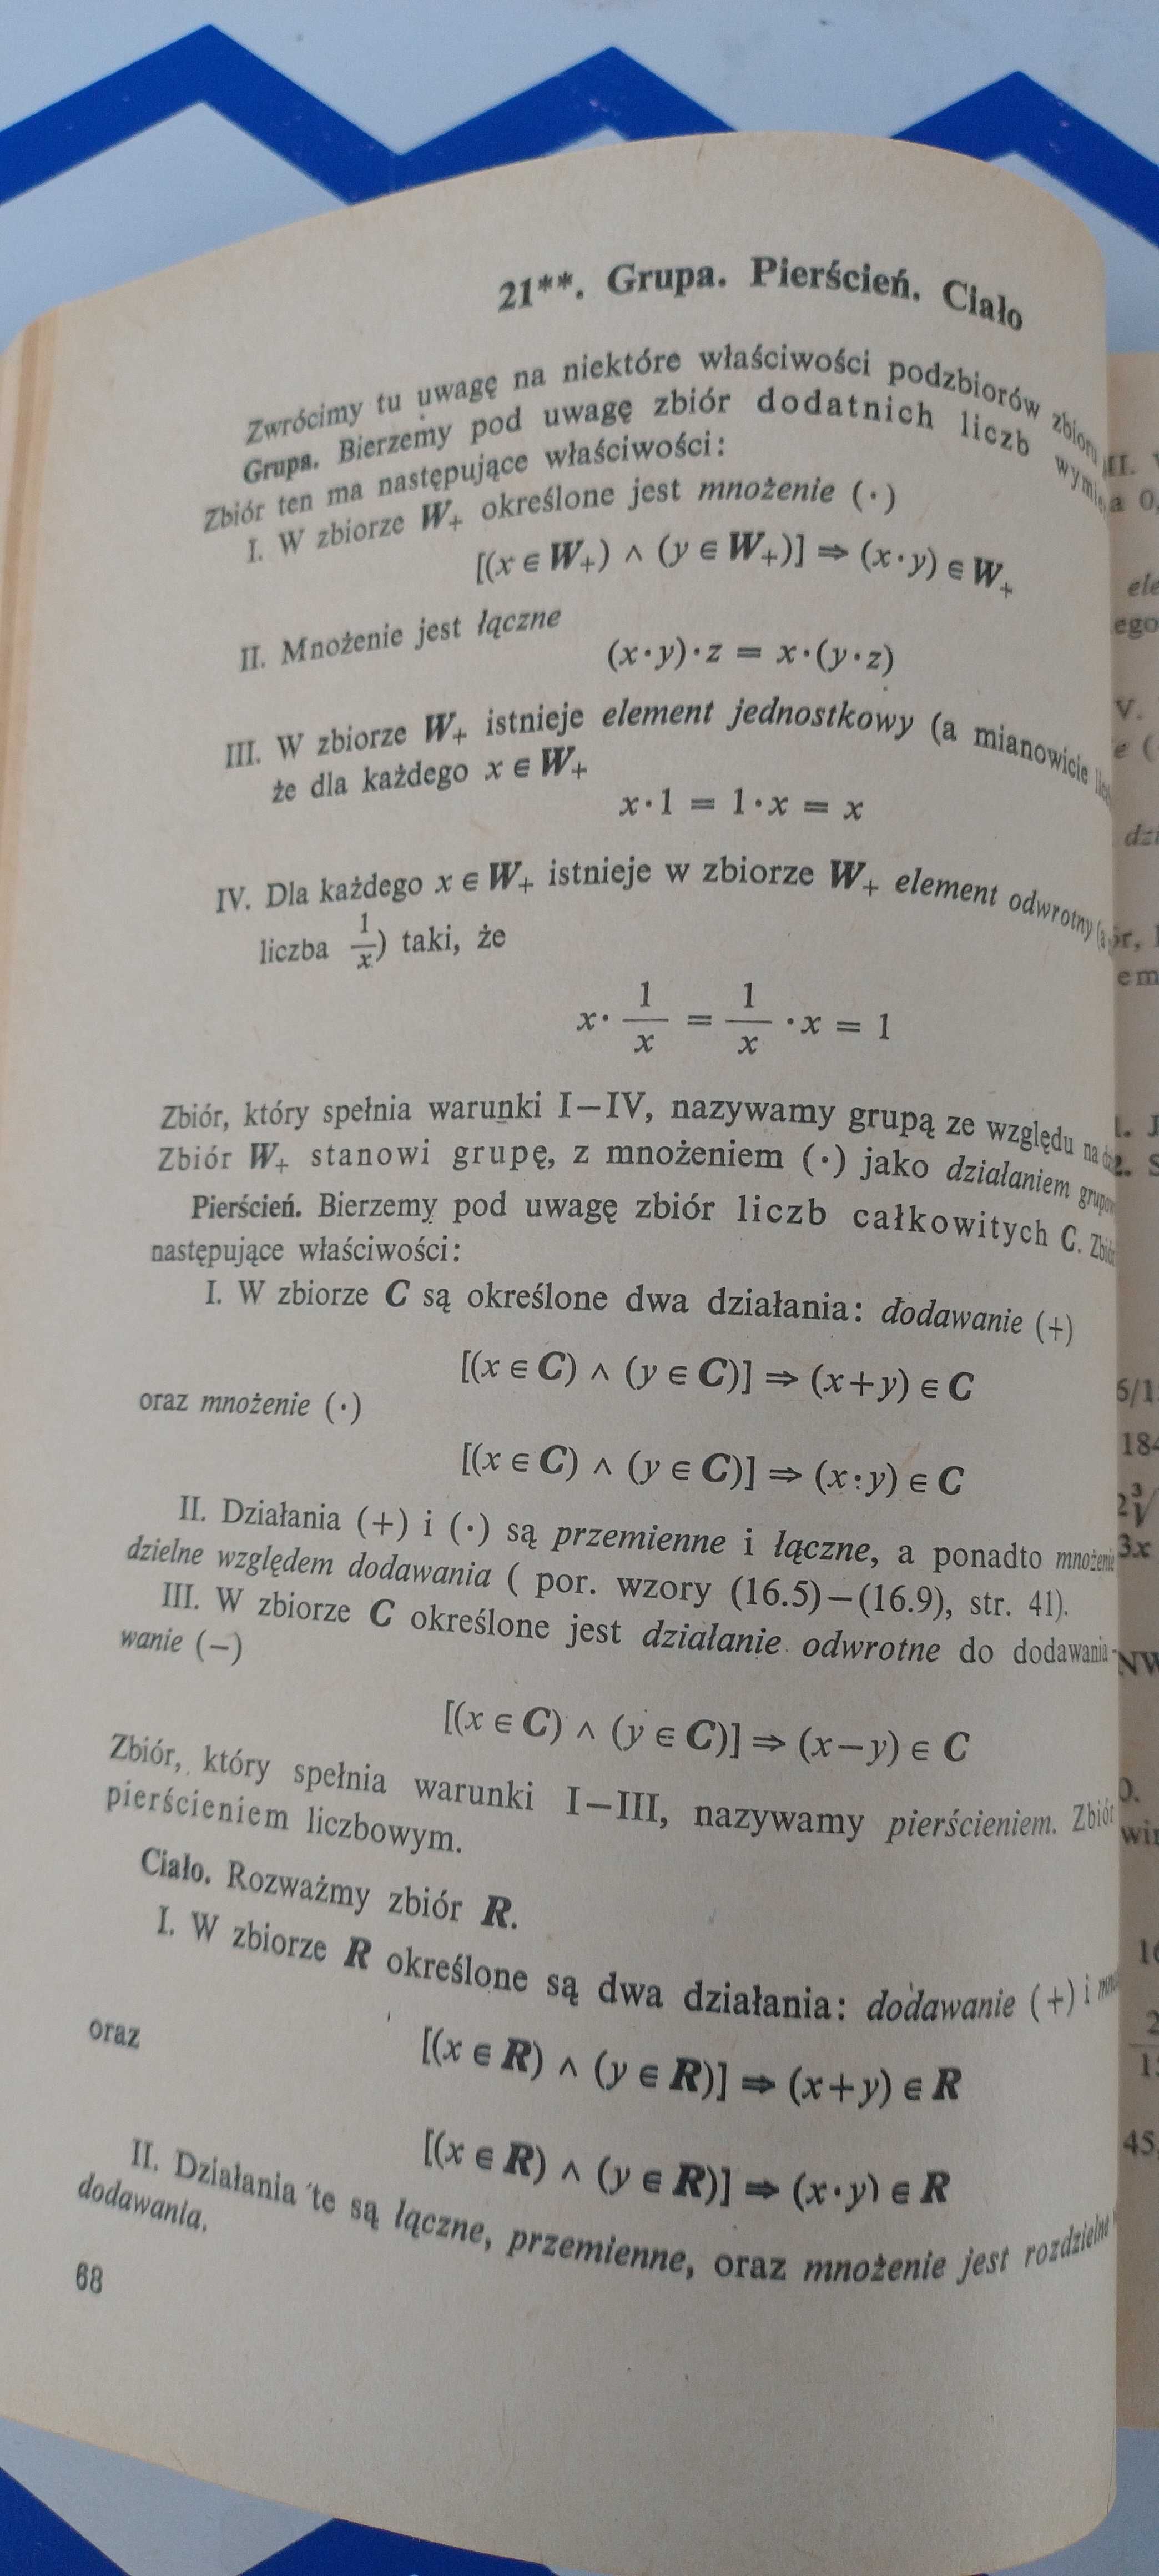 21**. Grupa. Pierścień. Ciało
Zwrócimy tu uwagę na niektóre właściwości podzbiorów zbioru
Grupa. Bierzemy pod uwagę zbiór dodatnich liczb
Zbiór ten ma następujące właściwości:
I. W zbiorze W₊ określone jest mnożenie (·)
[(x ∈ W₊) ∧ (y ∈ W₊)] ⇒ (x·y) ∈ W₊
II. Mnożenie jest łączne
(x·y)·z = x·(y·z)
III. W zbiorze W₊ istnieje element jednostkowy (a mianowicie
że dla każdego x ∈ W₊
x·1 = 1·x = x
IV. Dla każdego x ∈ W₊ istnieje w zbiorze W₊ element odwrotny (a
liczba 1/x) taki, że
x· 1/x = 1/x ·x = 1
Zbiór, który spełnia warunki I—IV, nazywamy grupą ze względu na
Zbiór W₊ stanowi grupę, z mnożeniem (·) jako działaniem
Pierścień. Bierzemy pod uwagę zbiór liczb całkowitych C.
następujące właściwości:
I. W zbiorze C są określone dwa działania: dodawanie (+)
[(x ∈ C) ∧ (y ∈ C)] ⇒ (x+y) ∈ C
oraz mnożenie (·)
[(x ∈ C) ∧ (y ∈ C)] ⇒ (x·y) ∈ C
II. Działania (+) i (·) są przemienne i łączne, a ponadto mnożenie
dzielne względem dodawania ( por. wzory (16.5)—(16.9), str. 41).
III. W zbiorze C określone jest działanie odwrotne do dodawania
wanie (−)
[(x ∈ C) ∧ (y ∈ C)] ⇒ (x−y) ∈ C
Zbiór, który spełnia warunki I—III, nazywamy pierścieniem. Zbiór
pierścieniem liczbowym.
Ciało. Rozważmy zbiór R.
I. W zbiorze R określone są dwa działania: dodawanie (+) i
[(x ∈ R) ∧ (y ∈ R)] ⇒ (x+y) ∈ R
oraz
[(x ∈ R) ∧ (y ∈ R)] ⇒ (x·y) ∈ R
II. Działania te są łączne, przemienne, oraz mnożenie jest rozdzielne
dodawania.
68